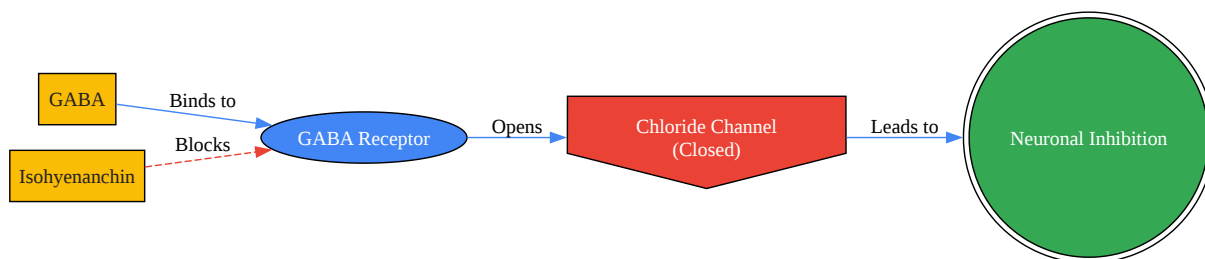 GABA
Binds to
Isohyenanchin
Blocks
GABA Receptor
Opens
Chloride Channel
(Closed)
Leads to
Neuronal Inhibition